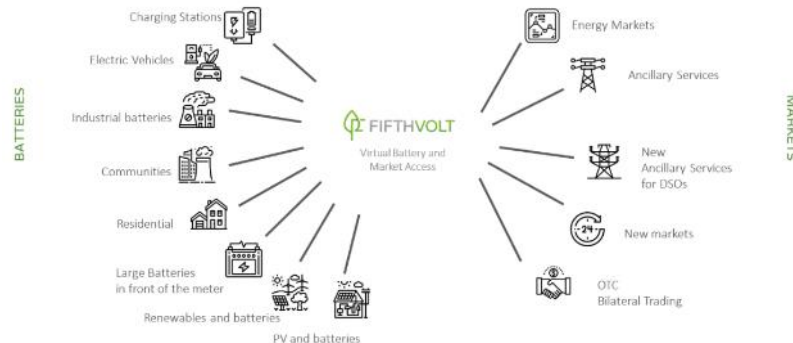 Charging Stations
Electric Vehicles
Industrial batteries
Communities
Residential
Large Batteries
in front of the meter
Renewables and batteries
PV and batteries
BATTERIES
FIFTHVOLT
Virtual Battery and
Market Access
Energy Markets
Ancillary Services
New
Ancillary Services
for DSOs
24
New markets
OTC
Bilateral Trading
MARKETS